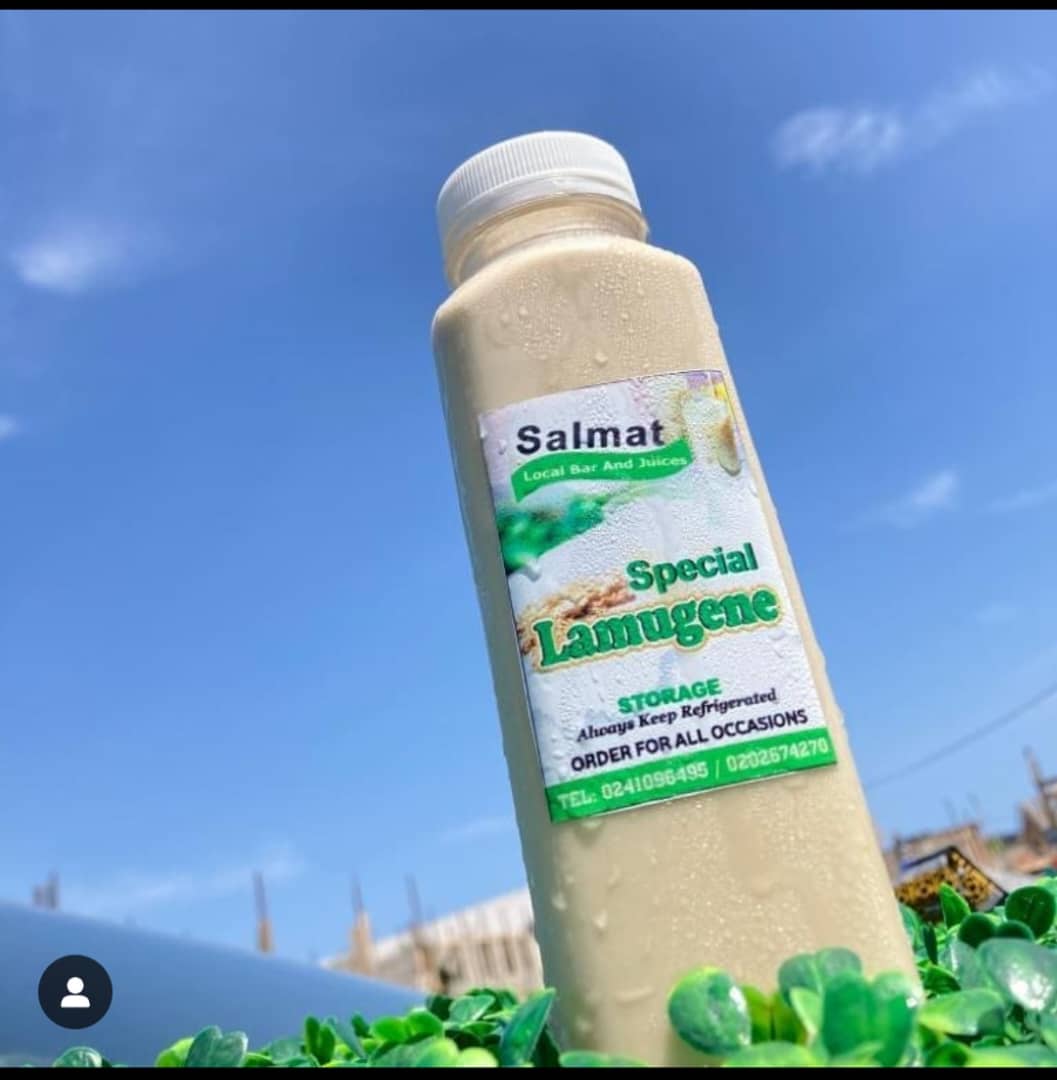 Salmat
Local Bar And Juices
Special
Lamugene
STORAGE
Always Keep Refrigerated
ORDER FOR ALL OCCASIONS
TEL: 0241096495 / 0202674270